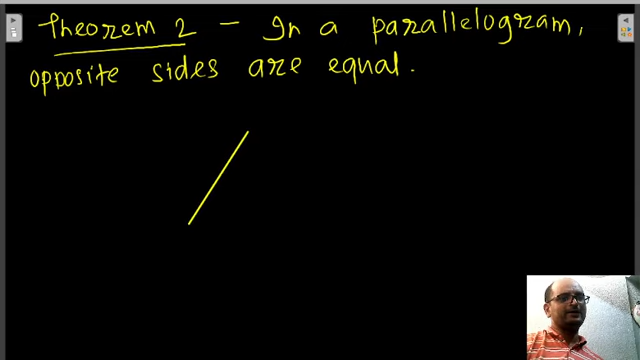 Theorem 2 - In a parallelogram,
opposite sides are equal.